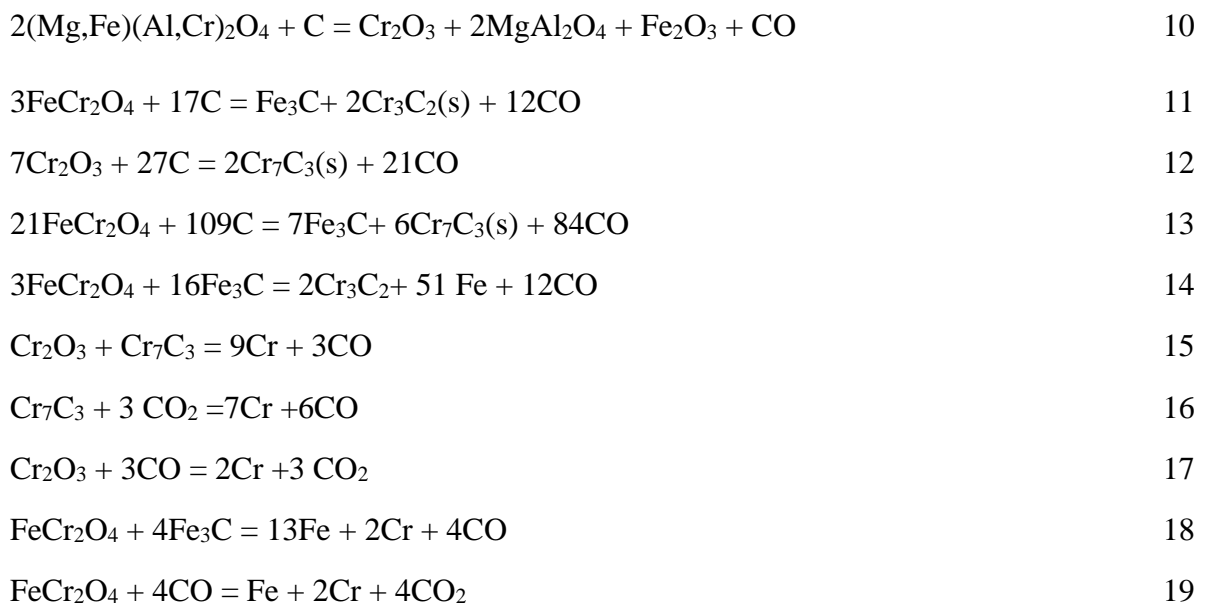 2(Mg,Fe)(Al,Cr)₂O₄ + C = Cr₂O₃ + 2MgAl₂O₄ + Fe₂O₃ + CO 10
3FeCr₂O₄ + 17C = Fe₃C+ 2Cr₃C₂(s) + 12CO 11
7Cr₂O₃ + 27C = 2Cr₇C₃(s) + 21CO 12
21FeCr₂O₄ + 109C = 7Fe₃C+ 6Cr₇C₃(s) + 84CO 13
3FeCr₂O₄ + 16Fe₃C = 2Cr₃C₂+ 51 Fe + 12CO 14
Cr₂O₃ + Cr₇C₃ = 9Cr + 3CO 15
Cr₇C₃ + 3 CO₂ =7Cr +6CO 16
Cr₂O₃ + 3CO = 2Cr +3 CO₂ 17
FeCr₂O₄ + 4Fe₃C = 13Fe + 2Cr + 4CO 18
FeCr₂O₄ + 4CO = Fe + 2Cr + 4CO₂ 19